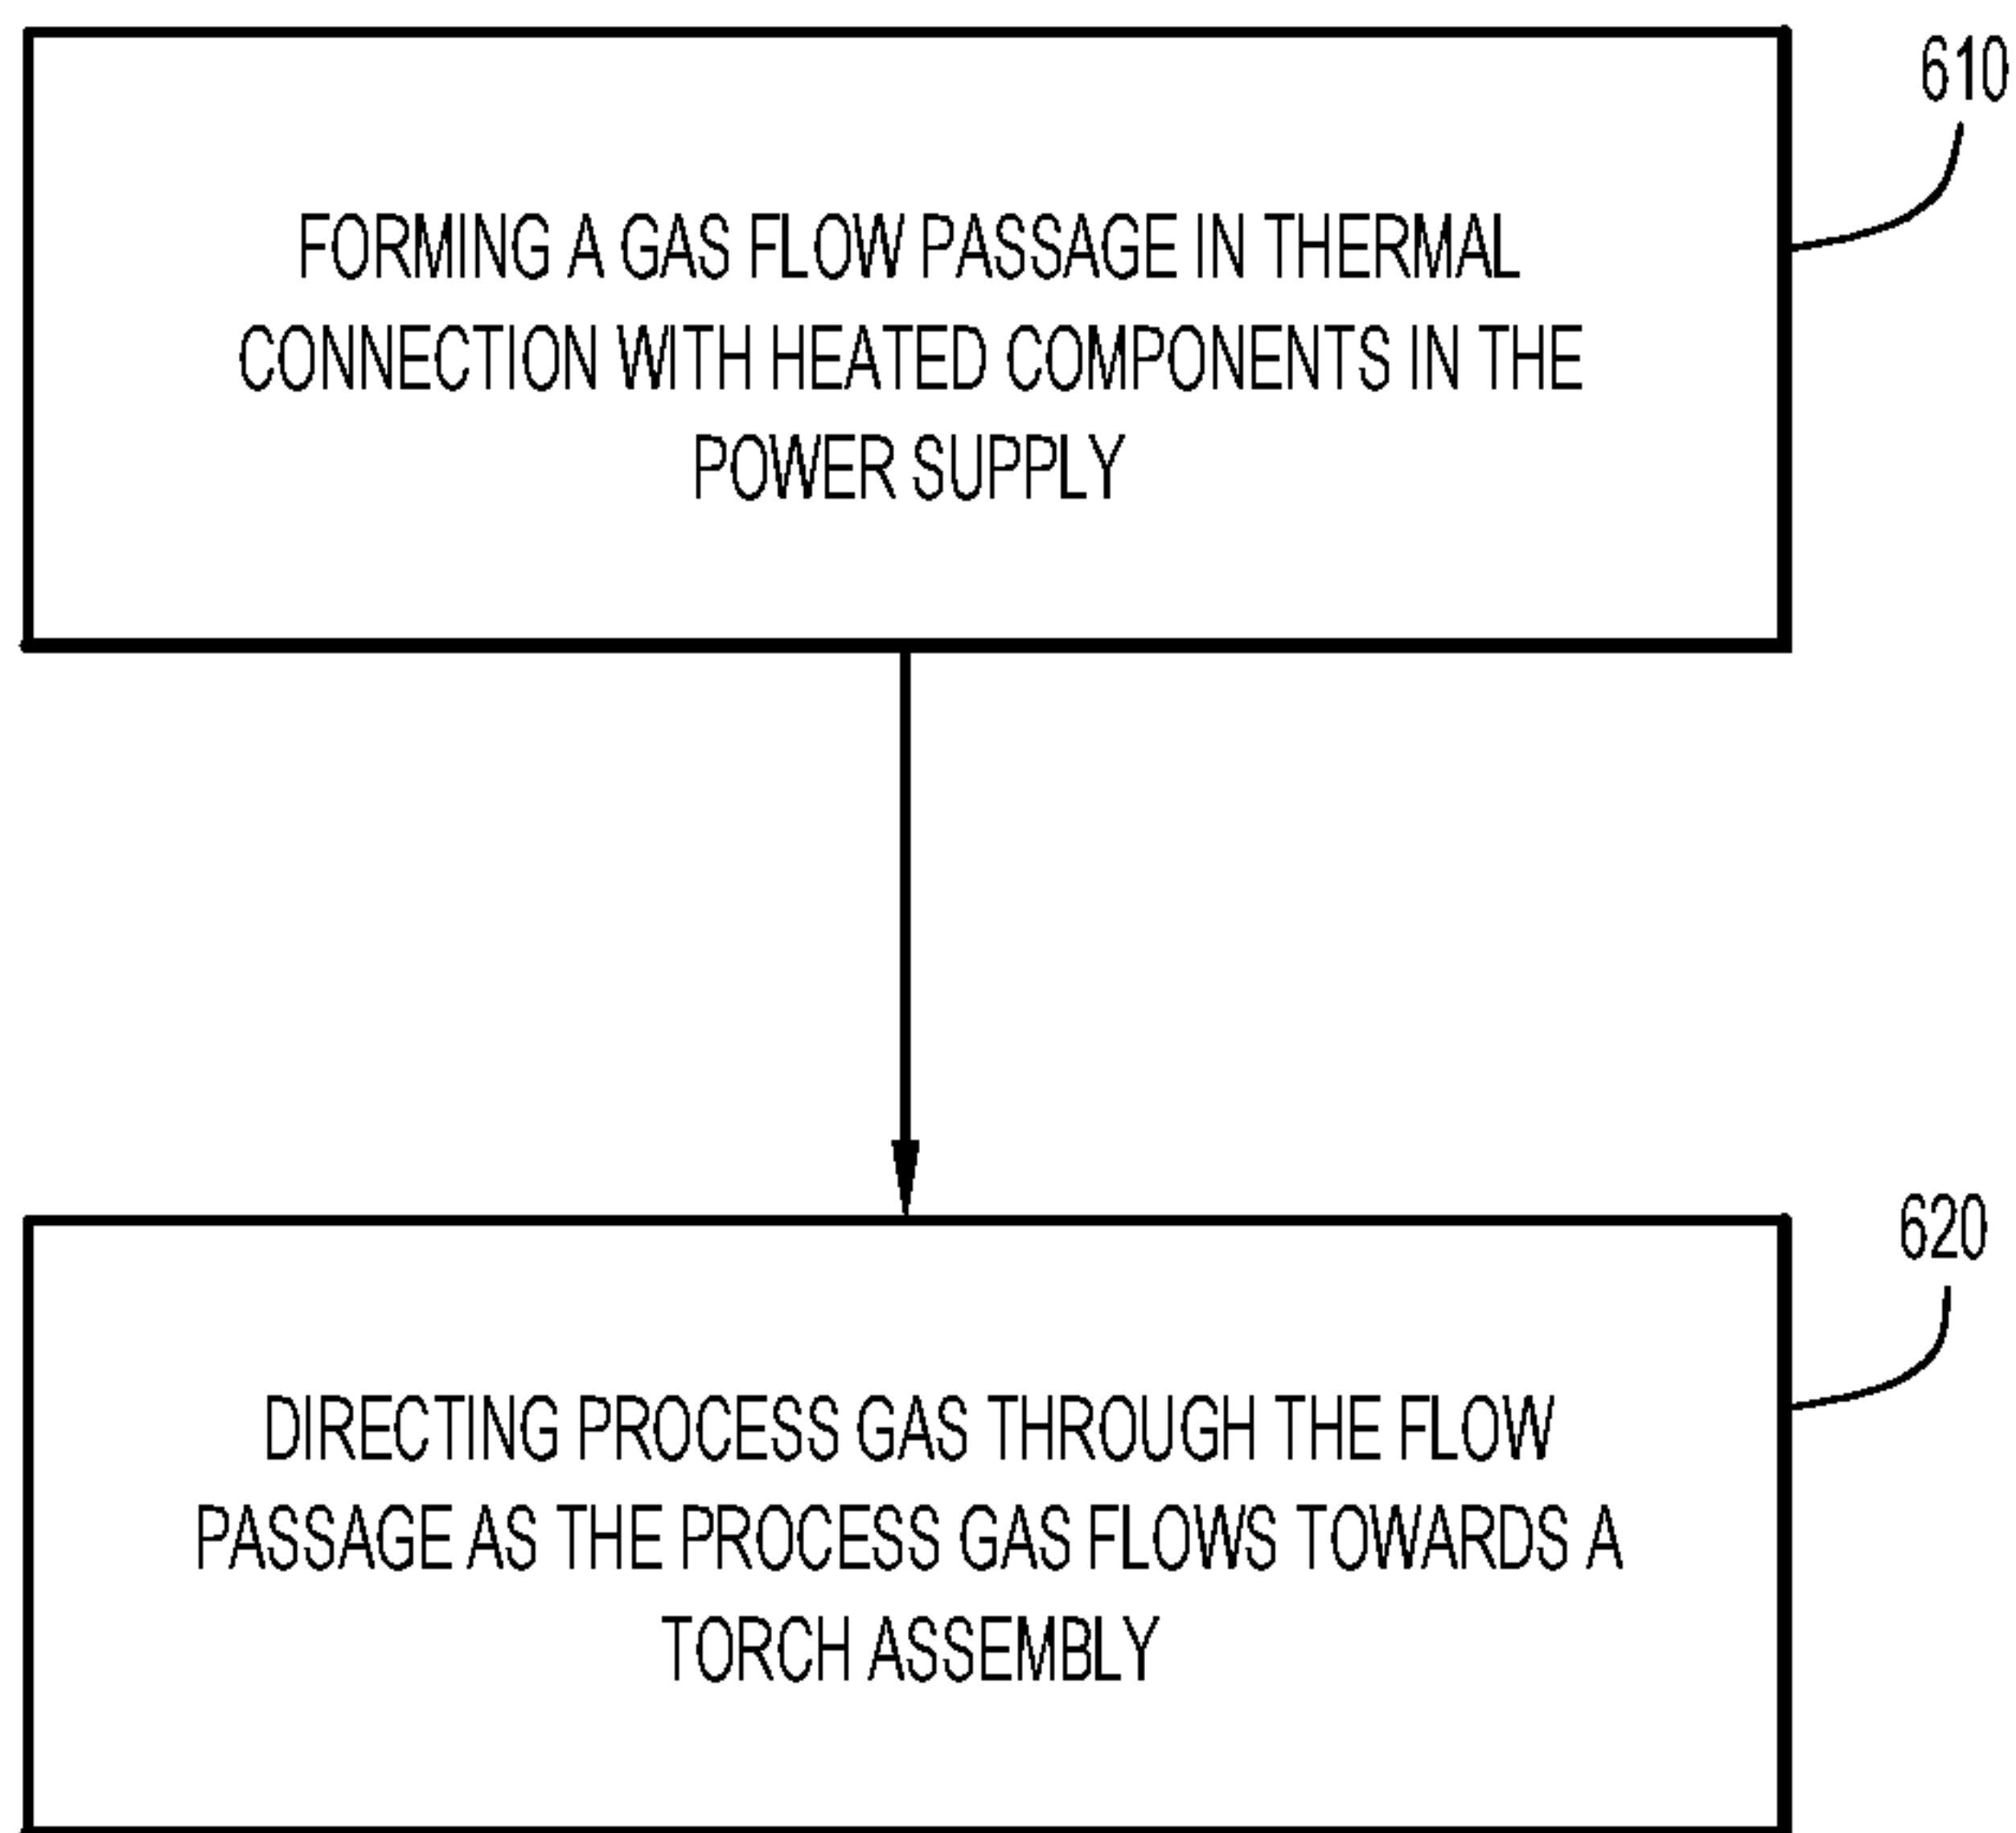 610
FORMING A GAS FLOW PASSAGE IN THERMAL
CONNECTION WITH HEATED COMPONENTS IN THE
POWER SUPPLY
620
DIRECTING PROCESS GAS THROUGH THE FLOW
PASSAGE AS THE PROCESS GAS FLOWS TOWARDS A
TORCH ASSEMBLY